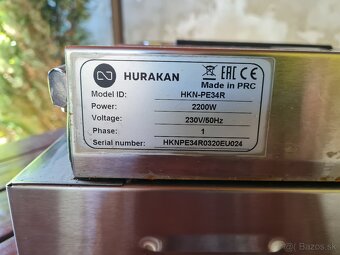 HURAKAN
EAC
Made in PRC
Model ID: HKN-PE34R
Power: 2200W
Voltage: 230V/50Hz
Phase: 1
Serial number: HKNPE34R0320EU024
bazos.sk